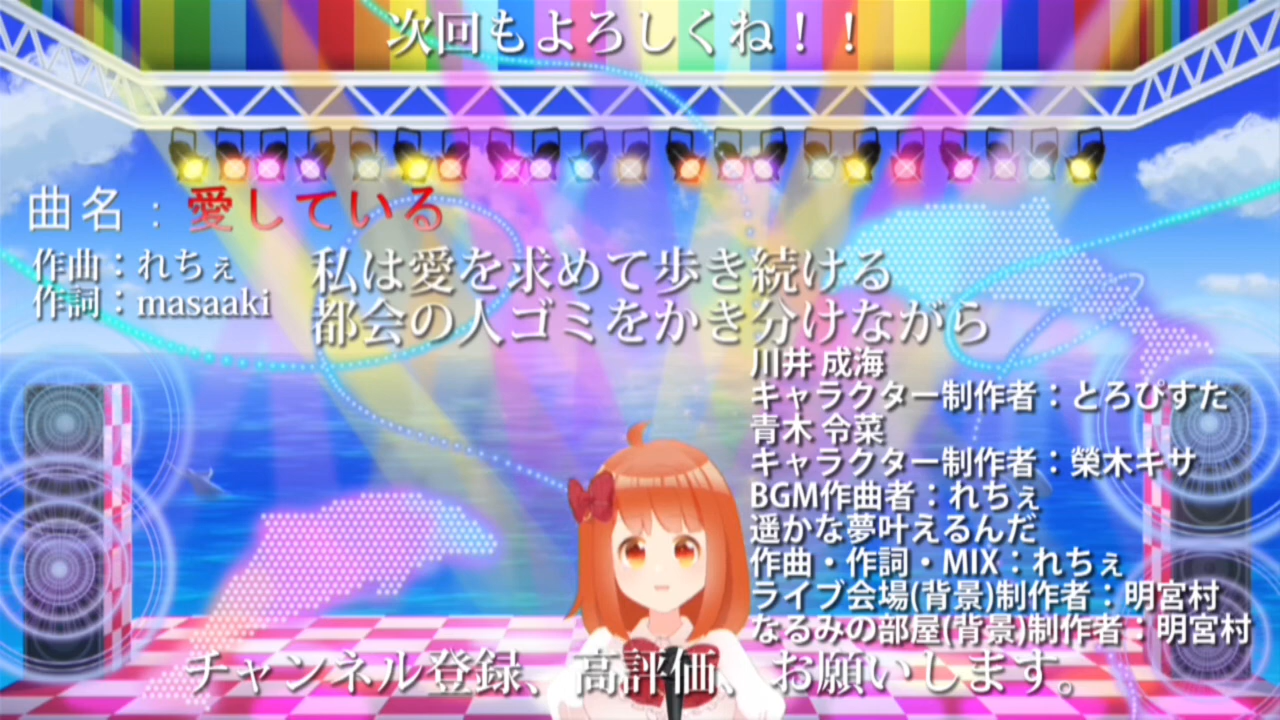 次回もよろしくね！！
曲名：愛している
作曲：れちぇ
作詞：masaaki
私は愛を求めて歩き続ける
都会の人ゴミをかき分けながら
川井 成海
キャラクター制作者：とろぴすた
青木 令菜
キャラクター制作者：榮木キサ
BGM作曲者：れちぇ
遥かな夢叶えるんだ
作曲・作詞・MIX：れちぇ
ライブ会場(背景)制作者：明宮村
なるみの部屋(背景)制作者：明宮村
チャンネル登録、高評価、お願いします。